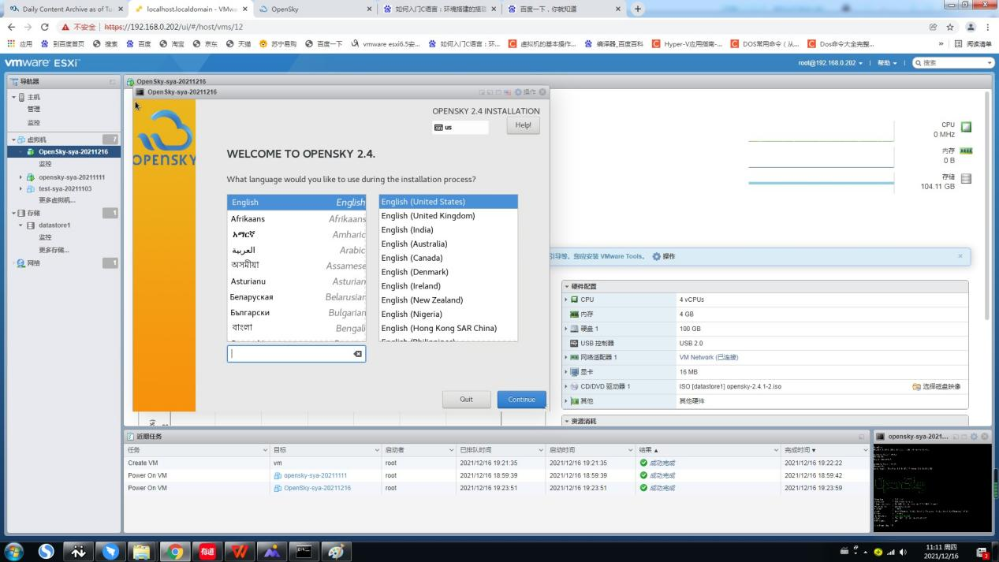 Daily Content Archive as of Tu
localhost.localdomain - VMw
OpenSky
如何入门C语言：环境搭建的搭
百度一下，你就知道
不安全
https://192.168.0.202/ui/#/host/vms/12
应用
到百度首页
搜索
百度
淘宝
京东
天猫
苏宁易购
百度一下
vmware esxi6.5安...
如何入门C语言：环...
虚拟机的基本操作...
编译器_百度百科
Hyper-V应用指南-...
DOS常用命令（从...
Dos命令大全完整...
»
阅读清单
vmware ESXi
root@192.168.0.202
帮助
搜索
导航器
主机
管理
监控
虚拟机
7
OpenSky-sya-20211216
监控
opensky-sya-20211111
test-sya-20211103
更多虚拟机...
存储
1
datastore1
监控
更多存储...
网络
1
OpenSky-sya-20211216
OpenSky-sya-20211216
操作
OPENSKY
OPENSKY 2.4 INSTALLATION
us
Help!
WELCOME TO OPENSKY 2.4.
What language would you like to use during the installation process?
English English
Afrikaans Afrikaans
አማርኛ Amharic
العربية Arabic
অসমীয়া Assamese
Asturianu Asturian
Беларуская Belarusian
Български Bulgarian
বাংলা Bengali
English (United States)
English (United Kingdom)
English (India)
English (Australia)
English (Canada)
English (Denmark)
English (Ireland)
English (New Zealand)
English (Nigeria)
English (Hong Kong SAR China)
English (Philippines)
Quit
Continue
CPU
0 MHz
内存
0 B
存储
104.11 GB
引导等。您应安装 VMware Tools。 操作
硬件配置
CPU 4 vCPUs
内存 4 GB
硬盘 1 100 GB
USB 控制器 USB 2.0
网络适配器 1 VM Network (已连接)
显卡 16 MB
CD/DVD 驱动器 1 ISO [datastore1] opensky-2.4.1-2.iso 选择磁盘映像
其他 其他硬件
资源消耗
近期任务
任务 目标 启动者 已排队时间 启动时间 结果 ▲ 完成时间 ▼
Create VM vm root 2021/12/16 19:21:35 2021/12/16 19:21:35 成功完成 2021/12/16 19:22:22
Power On VM opensky-sya-20211111 root 2021/12/16 18:59:39 2021/12/16 18:59:39 成功完成 2021/12/16 18:59:42
Power On VM OpenSky-sya-20211216 root 2021/12/16 19:23:51 2021/12/16 19:23:51 成功完成 2021/12/16 19:23:59
opensky-sya-2021...
OpenSky
有道
11:11 周四
2021/12/16
3